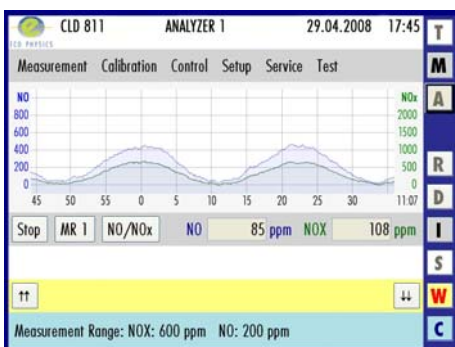 CLD 811 ANALYZER 1 29.04.2008 17:45
ECO PHYSICS
Measurement Calibration Control Setup Service Test
NO NOx
800 2000
600 1500
400 1000
200 500
0 0
45 50 55 0 5 10 15 20 25 30 11:07
Stop MR 1 NO/NOx NO 85 ppm NOX 108 ppm
↑↑ ↓↓
Measurement Range: NOX: 600 ppm NO: 200 ppm
T
M
A
R
D
I
S
W
C